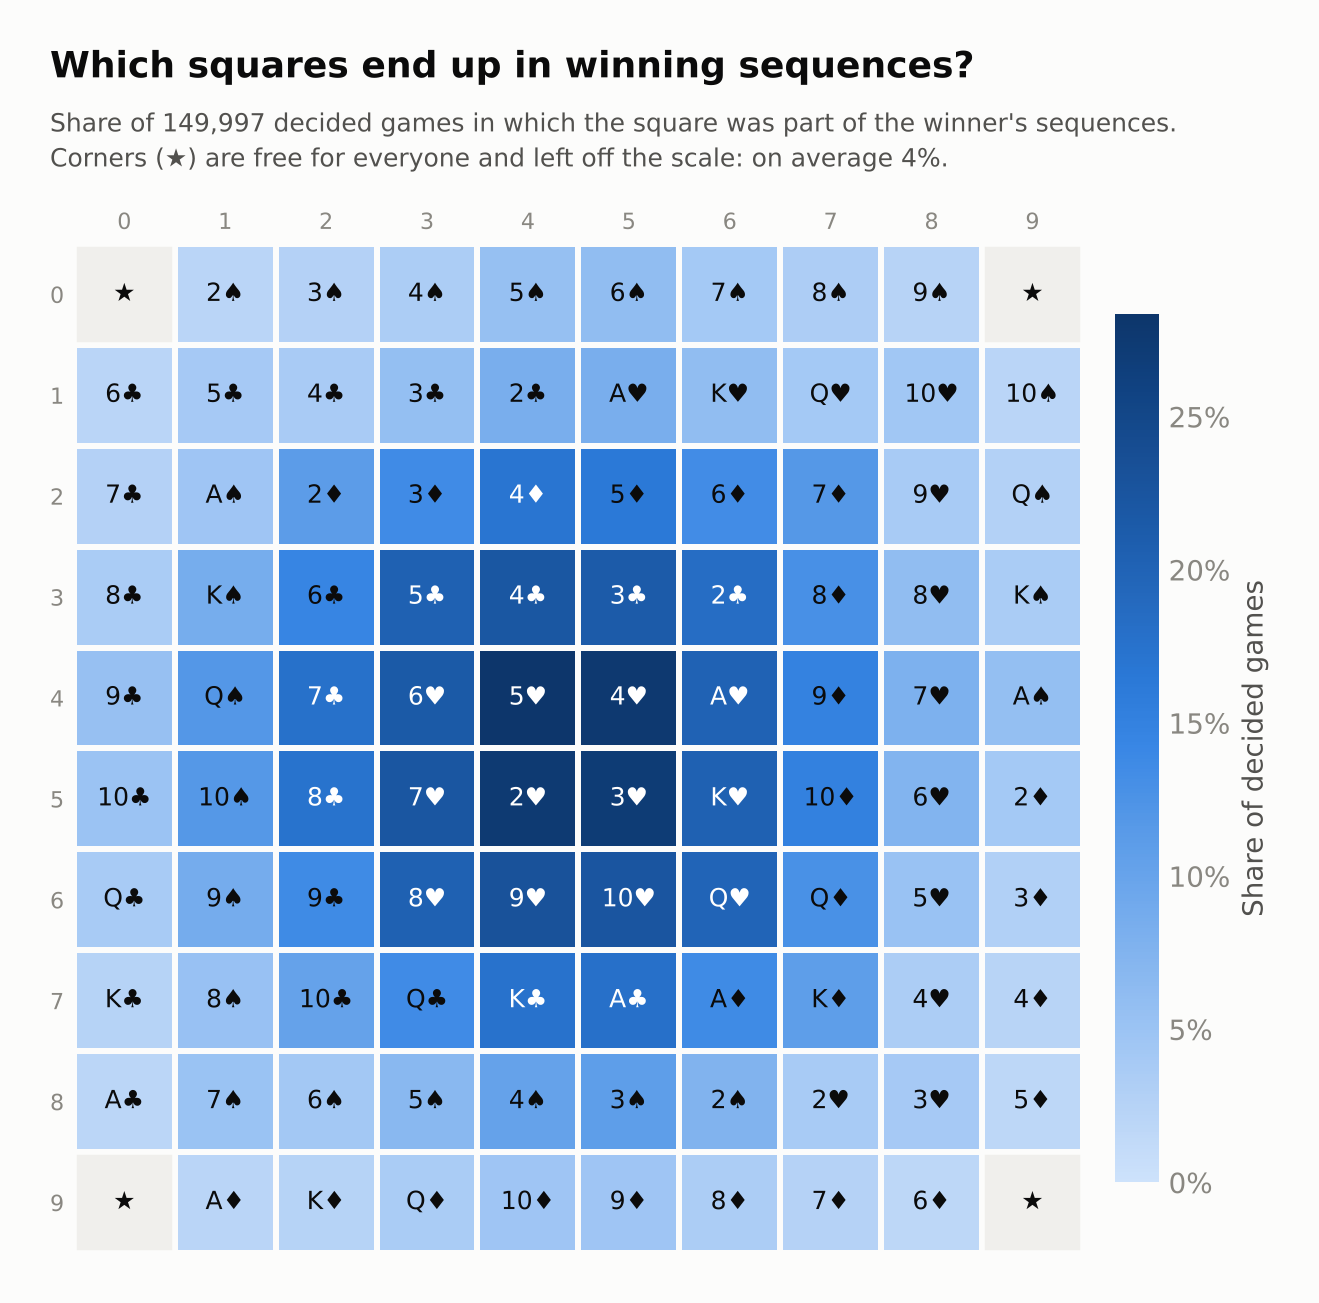 Which squares end up in winning sequences?
Share of 149,997 decided games in which the square was part of the winner's sequences.
Corners (★) are free for everyone and left off the scale: on average 4%.
0 1 2 3 4 5 6 7 8 9
0 ★ 2♠ 3♠ 4♠ 5♠ 6♠ 7♠ 8♠ 9♠ ★
1 6♣ 5♣ 4♣ 3♣ 2♣ A♥ K♥ Q♥ 10♥ 10♠
2 7♣ A♠ 2♦ 3♦ 4♦ 5♦ 6♦ 7♦ 9♥ Q♠
3 8♣ K♠ 6♣ 5♣ 4♣ 3♣ 2♣ 8♦ 8♥ K♠
4 9♣ Q♠ 7♣ 6♥ 5♥ 4♥ A♥ 9♦ 7♥ A♠
5 10♣ 10♠ 8♣ 7♥ 2♥ 3♥ K♥ 10♦ 6♥ 2♦
6 Q♣ 9♠ 9♣ 8♥ 9♥ 10♥ Q♥ Q♦ 5♥ 3♦
7 K♣ 8♠ 10♣ Q♣ K♣ A♣ A♦ K♦ 4♥ 4♦
8 A♣ 7♠ 6♠ 5♠ 4♠ 3♠ 2♠ 2♥ 3♥ 5♦
9 ★ A♦ K♦ Q♦ 10♦ 9♦ 8♦ 7♦ 6♦ ★
25%
20%
15%
10%
5%
0%
Share of decided games